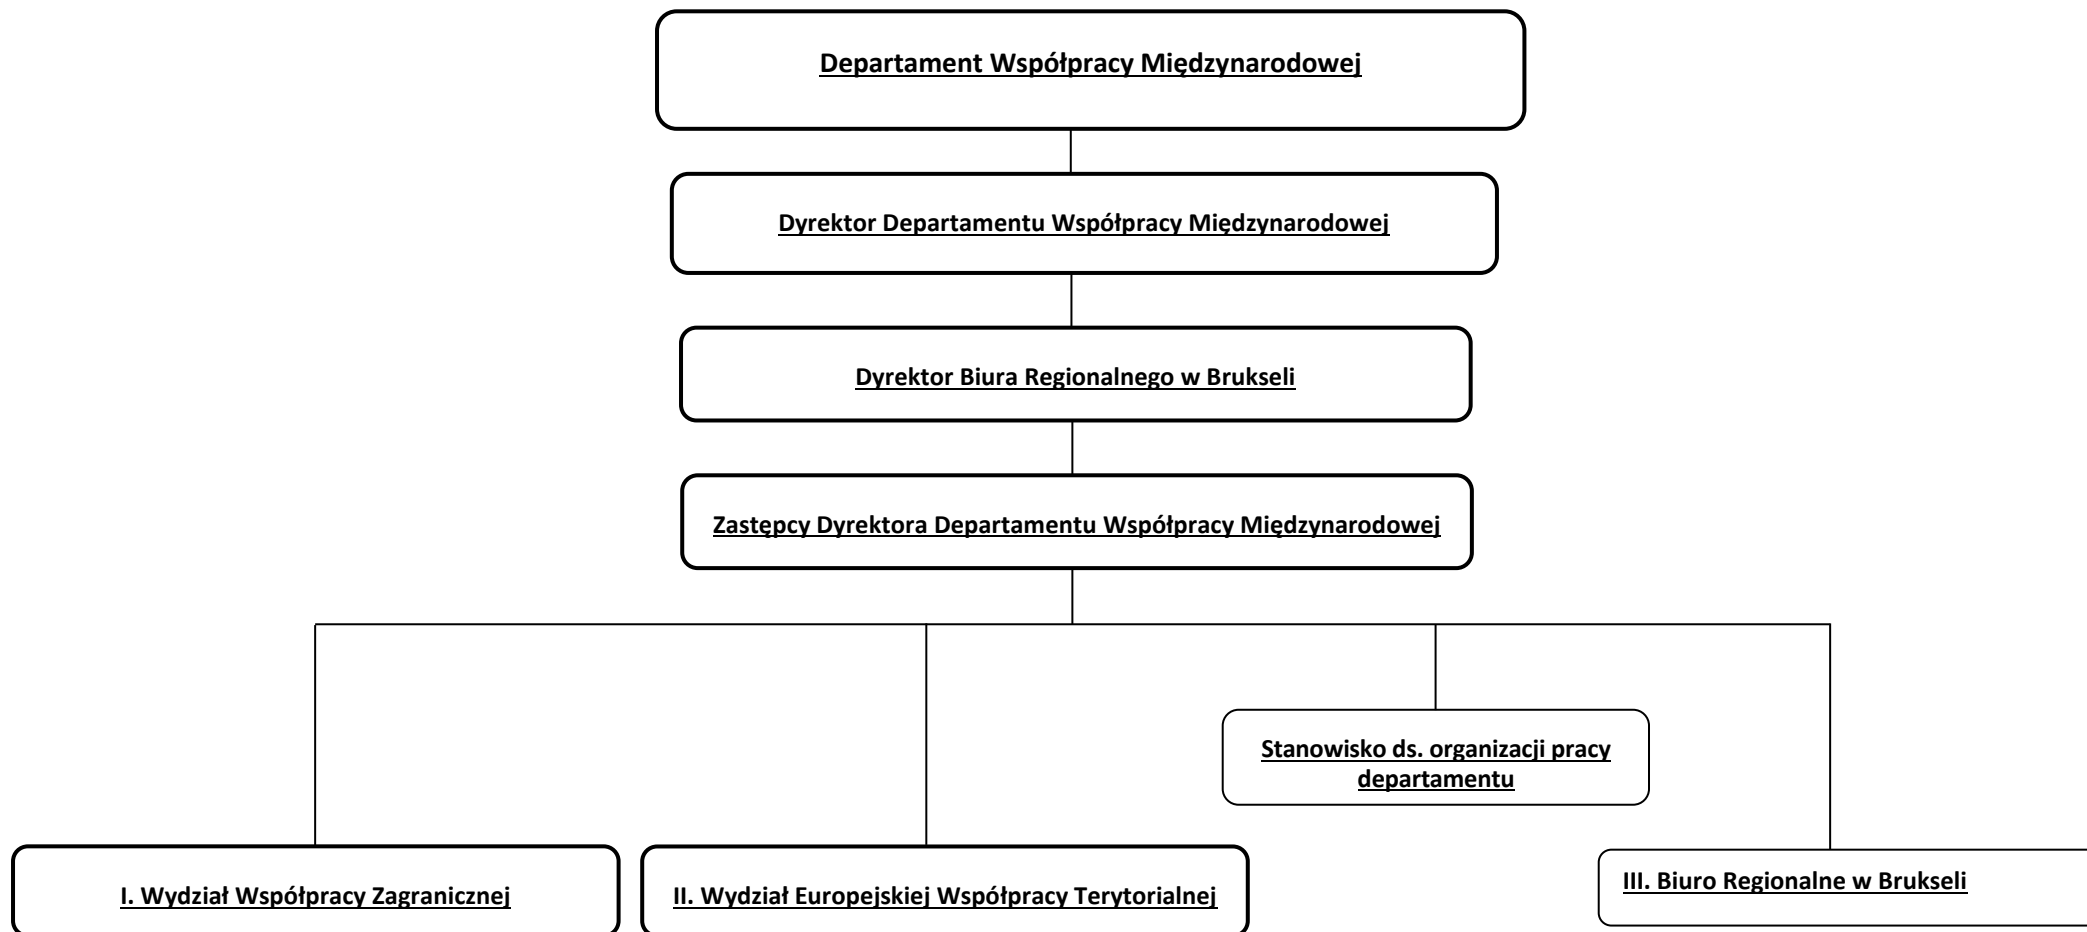 Departament Współpracy Międzynarodowej
Dyrektor Departamentu Współpracy Międzynarodowej
Dyrektor Biura Regionalnego w Brukseli
Zastępcy Dyrektora Departamentu Współpracy Międzynarodowej
Stanowisko ds. organizacji pracy
departamentu
I. Wydział Współpracy Zagranicznej
II. Wydział Europejskiej Współpracy Terytorialnej
III. Biuro Regionalne w Brukseli